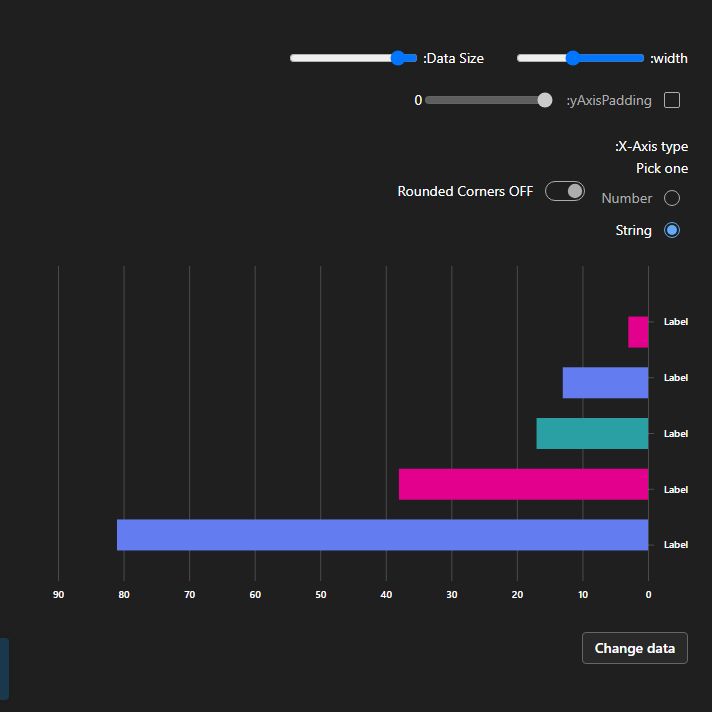 :width
:Data Size
:yAxisPadding
0
:X-Axis type
Pick one
Number
Rounded Corners OFF
String
Label
Label
Label
Label
Label
90 80 70 60 50 40 30 20 10 0
Change data